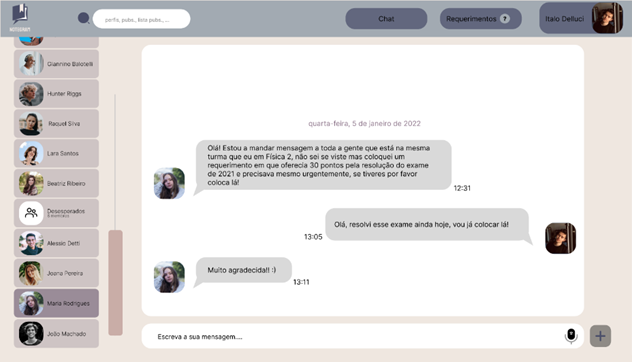 perfis, pubs., lista pubs., ...
Chat
Requerimentos ?
Italo Delluci
Giannino Balotelli
Hunter Riggs
Raquel Silva
Lara Santos
Beatriz Ribeiro
Desesperados
Alessio Detti
Joana Pereira
Maria Rodrigues
João Machado
quarta-feira, 5 de janeiro de 2022
Olá! Estou a mandar mensagem a toda a gente que está na mesma
turma que eu em Física 2, não sei se viste mas coloquei um
requerimento em que oferecia 30 pontos pela resolução do exame
de 2021 e precisava mesmo urgentemente, se tiveres por favor
coloca lá!
12:31
Olá, resolvi esse exame ainda hoje, vou já colocar lá!
13:05
Muito agradecida!! :)
13:11
Escreva a sua mensagem....